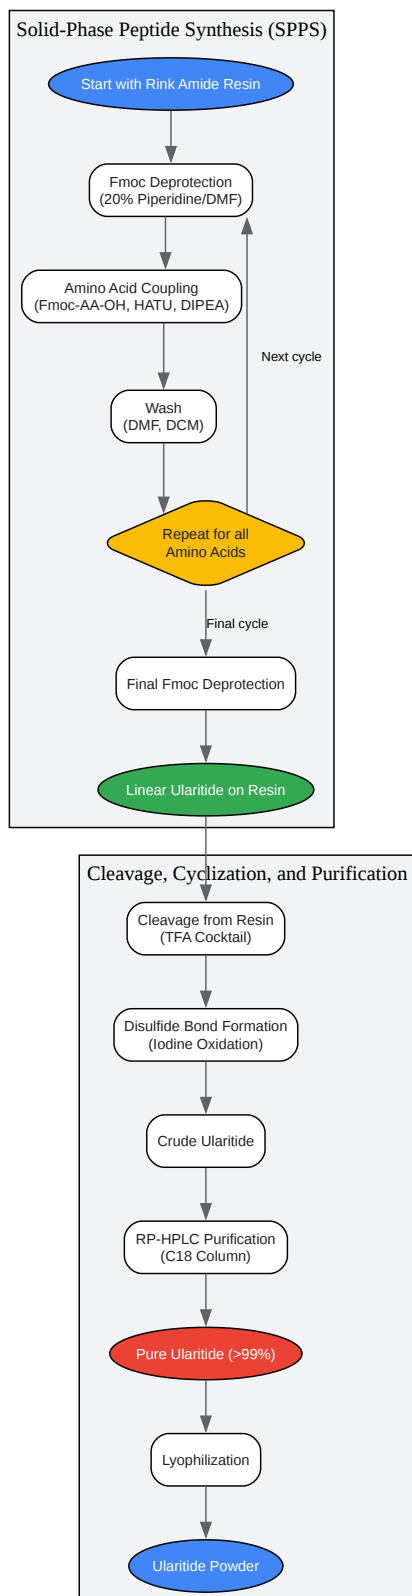 Solid-Phase Peptide Synthesis (SPPS)
Start with Rink Amide Resin
Fmoc Deprotection
(20% Piperidine/DMF)
Amino Acid Coupling
(Fmoc-AA-OH, HATU, DIPEA)
Next cycle
Wash
(DMF, DCM)
Repeat for all
Amino Acids
Final cycle
Final Fmoc Deprotection
Linear Ularitide on Resin
Cleavage, Cyclization, and Purification
Cleavage from Resin
(TFA Cocktail)
Disulfide Bond Formation
(Iodine Oxidation)
Crude Ularitide
RP-HPLC Purification
(C18 Column)
Pure Ularitide (>99%)
Lyophilization
Ularitide Powder